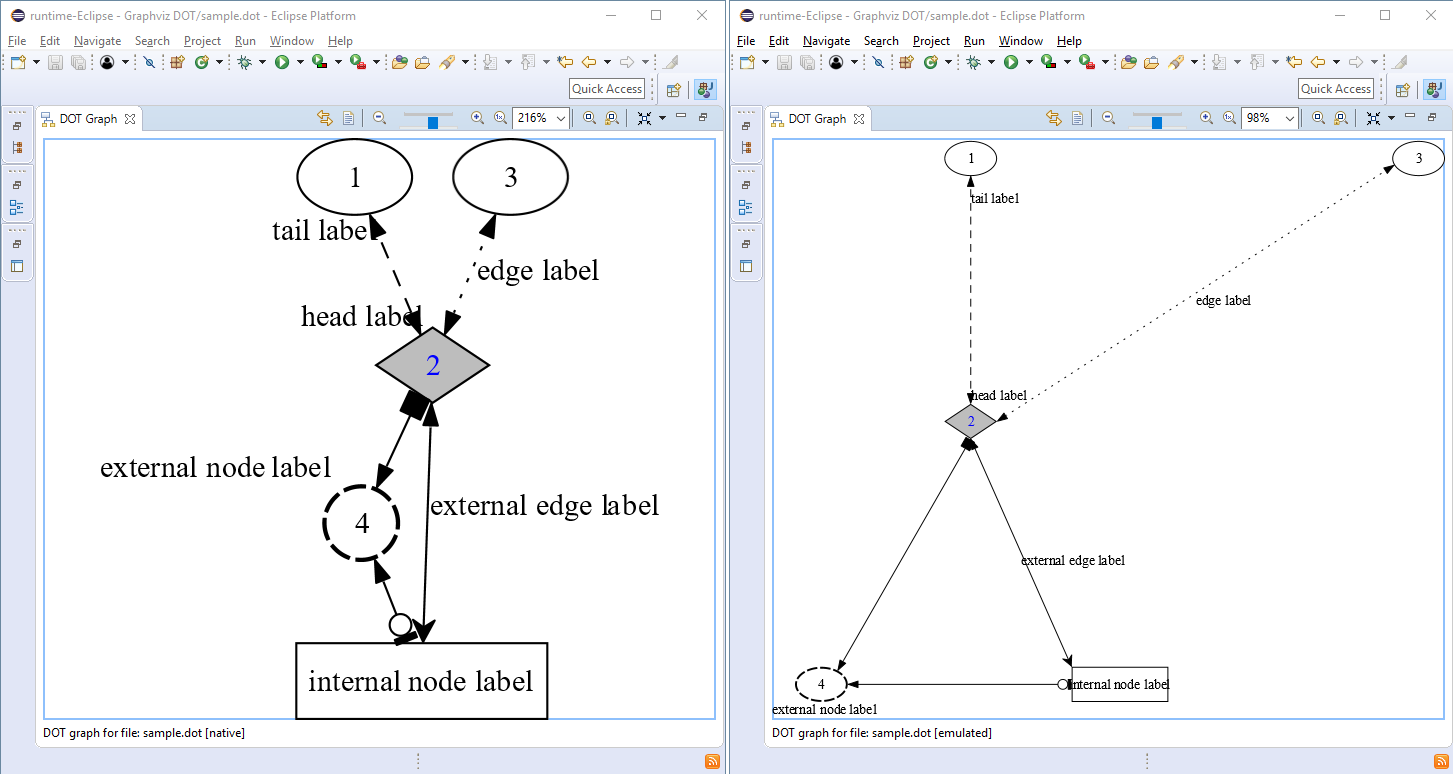 runtime-Eclipse - Graphviz DOT/sample.dot - Eclipse Platform
File Edit Navigate Search Project Run Window Help
Quick Access
DOT Graph
216%
1
3
tail label
edge label
head label
2
external node label
external edge label
4
internal node label
DOT graph for file: sample.dot [native]
runtime-Eclipse - Graphviz DOT/sample.dot - Eclipse Platform
File Edit Navigate Search Project Run Window Help
Quick Access
DOT Graph
98%
1
3
tail label
edge label
head label
2
external edge label
4
internal node label
external node label
DOT graph for file: sample.dot [emulated]